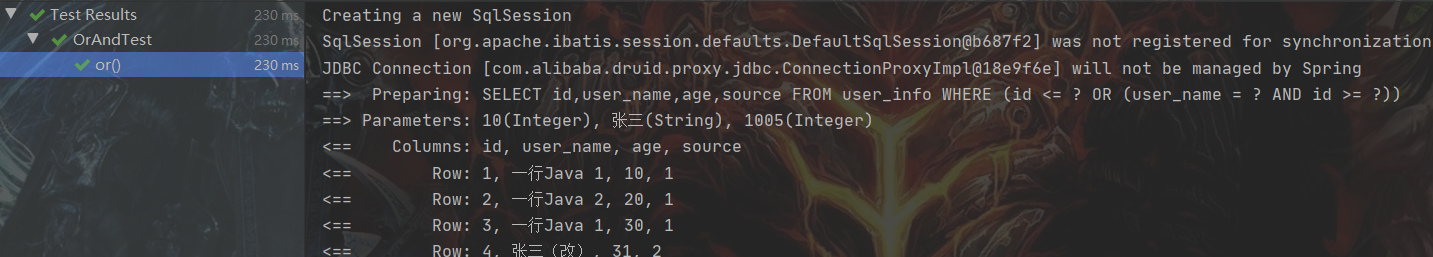 Test Results 230 ms
OrAndTest 230 ms
or() 230 ms
Creating a new SqlSession
SqlSession [org.apache.ibatis.session.defaults.DefaultSqlSession@b687f2] was not registered for synchronization
JDBC Connection [com.alibaba.druid.proxy.jdbc.ConnectionProxyImpl@18e9f6e] will not be managed by Spring
==>  Preparing: SELECT id,user_name,age,source FROM user_info WHERE (id <= ? OR (user_name = ? AND id >= ?))
==> Parameters: 10(Integer), 张三(String), 1005(Integer)
<==    Columns: id, user_name, age, source
<==        Row: 1, 一行Java 1, 10, 1
<==        Row: 2, 一行Java 2, 20, 1
<==        Row: 3, 一行Java 1, 30, 1
<==        Row: 4, 张三（改）, 31, 2